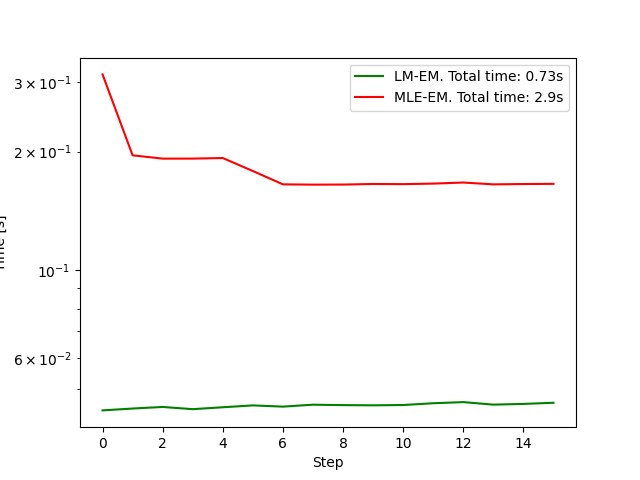 LM-EM. Total time: 0.73s
MLE-EM. Total time: 2.9s
3 × 10⁻¹
2 × 10⁻¹
10⁻¹
6 × 10⁻²
[s]
0 2 4 6 8 10 12 14
Step